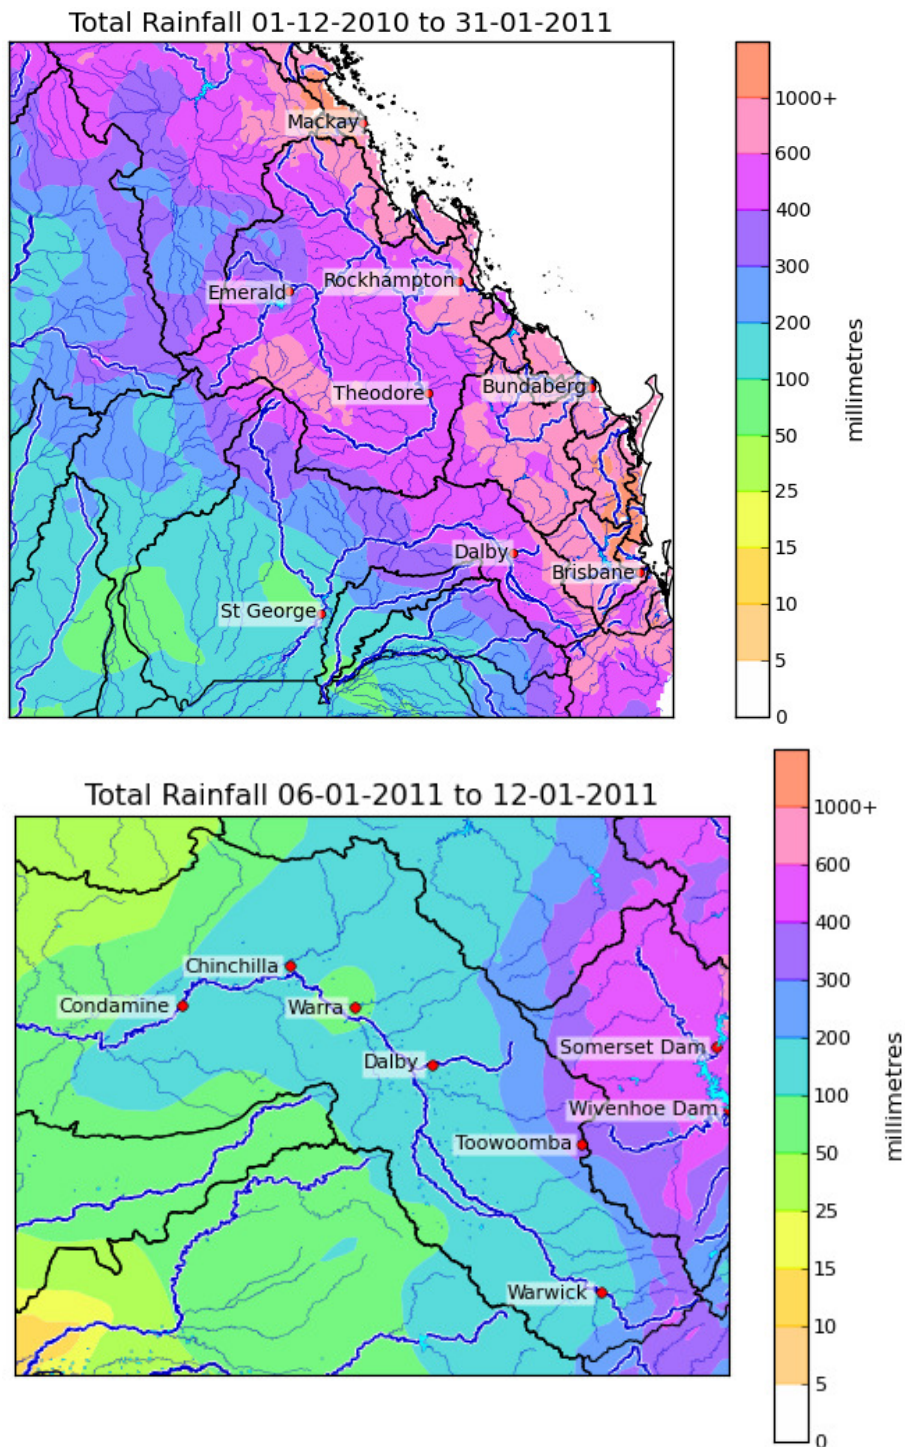 Total Rainfall 01-12-2010 to 31-01-2011
Mackay
Emerald
Rockhampton
Theodore
Bundaberg
Dalby
Brisbane
St George
1000+
600
400
300
200
100
50
25
15
10
5
0
millimetres
Total Rainfall 06-01-2011 to 12-01-2011
Chinchilla
Condamine
Warra
Somerset Dam
Dalby
Wivenhoe Dam
Toowoomba
Warwick
1000+
600
400
300
200
100
50
25
15
10
5
0
millimetres